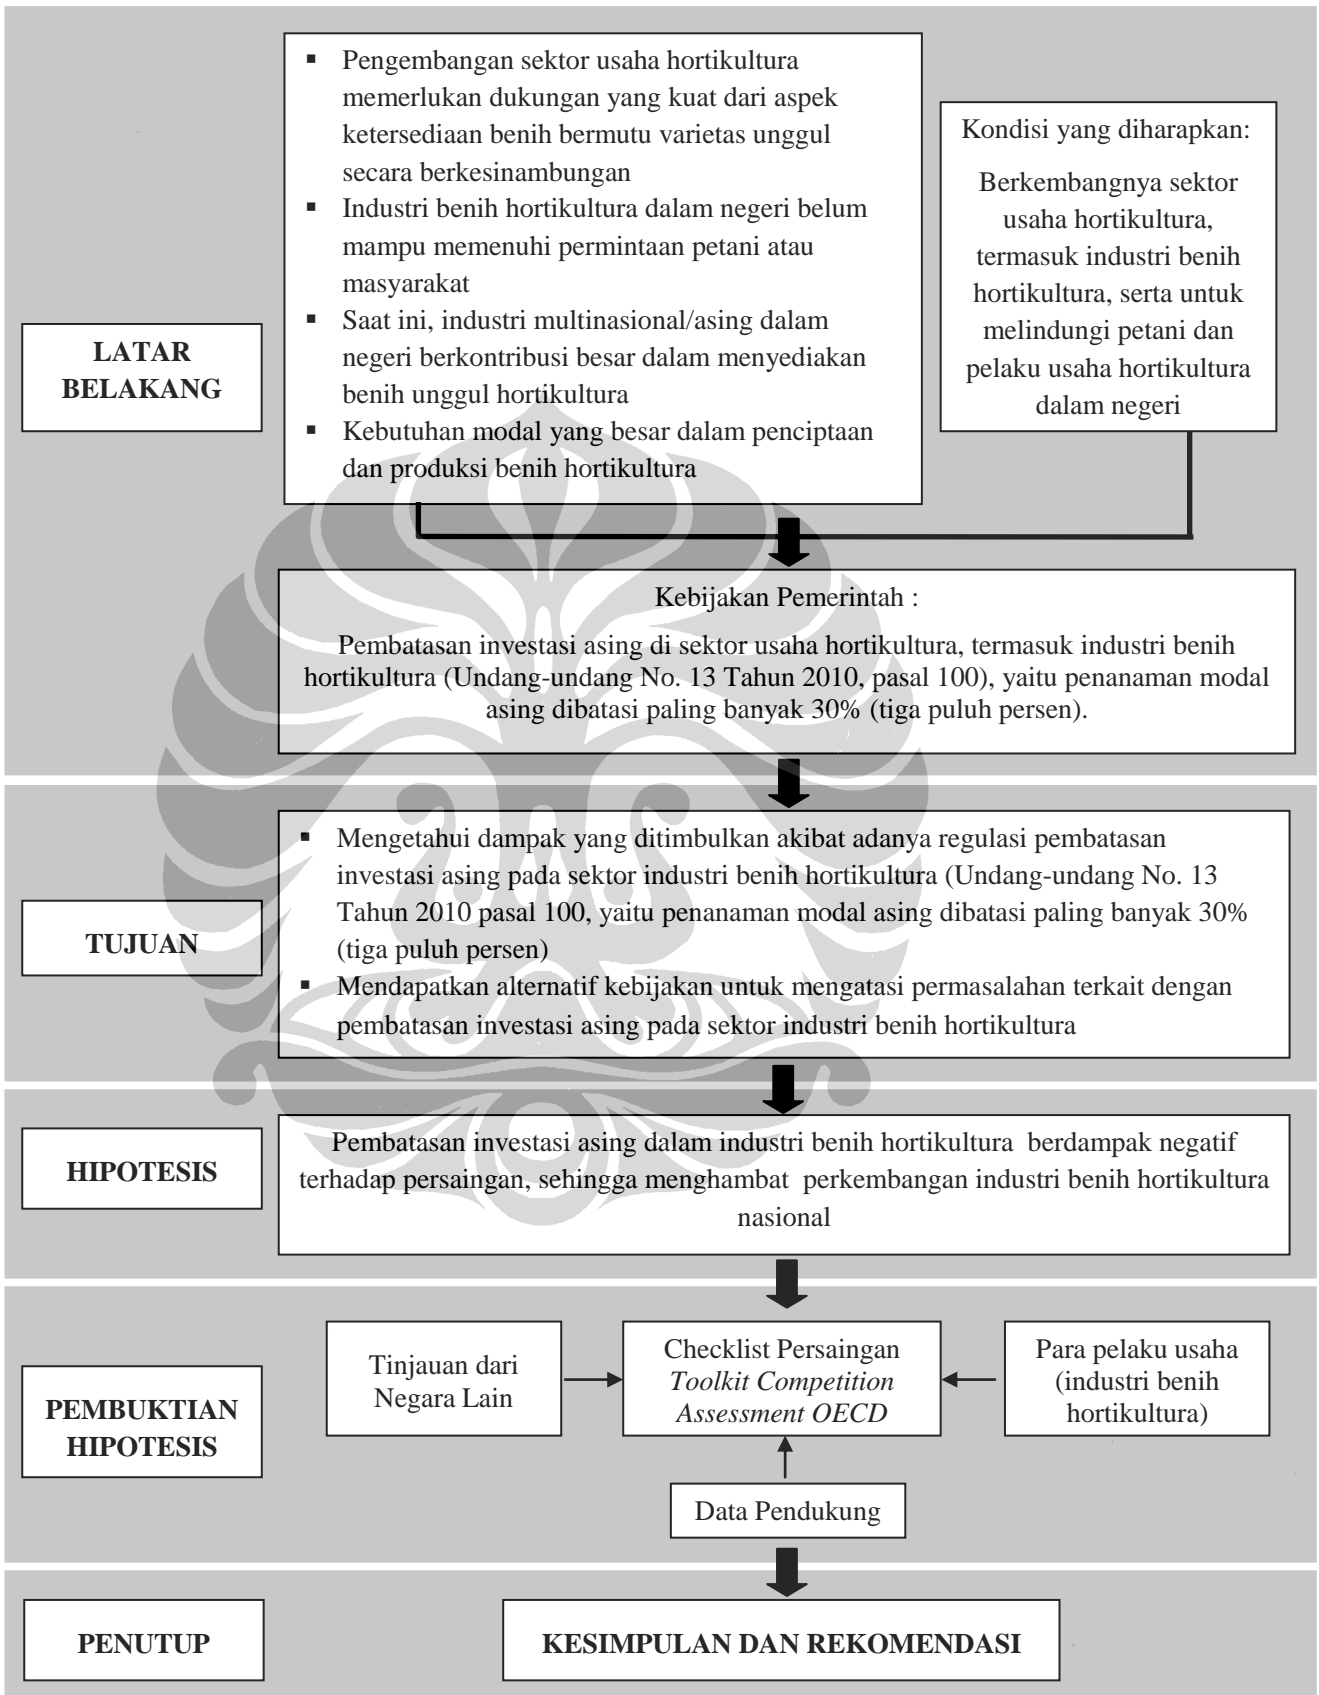 ▪ Pengembangan sektor usaha hortikultura
memerlukan dukungan yang kuat dari aspek
ketersediaan benih bermutu varietas unggul
secara berkesinambungan
▪ Industri benih hortikultura dalam negeri belum
mampu memenuhi permintaan petani atau
masyarakat
▪ Saat ini, industri multinasional/asing dalam
negeri berkontribusi besar dalam menyediakan
benih unggul hortikultura
▪ Kebutuhan modal yang besar dalam penciptaan
dan produksi benih hortikultura
Kondisi yang diharapkan:
Berkembangnya sektor
usaha hortikultura,
termasuk industri benih
hortikultura, serta untuk
melindungi petani dan
pelaku usaha hortikultura
dalam negeri
LATAR
BELAKANG
Kebijakan Pemerintah :
Pembatasan investasi asing di sektor usaha hortikultura, termasuk industri benih
hortikultura (Undang-undang No. 13 Tahun 2010, pasal 100), yaitu penanaman modal
asing dibatasi paling banyak 30% (tiga puluh persen).
TUJUAN
▪ Mengetahui dampak yang ditimbulkan akibat adanya regulasi pembatasan
investasi asing pada sektor industri benih hortikultura (Undang-undang No. 13
Tahun 2010 pasal 100, yaitu penanaman modal asing dibatasi paling banyak 30%
(tiga puluh persen)
▪ Mendapatkan alternatif kebijakan untuk mengatasi permasalahan terkait dengan
pembatasan investasi asing pada sektor industri benih hortikultura
HIPOTESIS
Pembatasan investasi asing dalam industri benih hortikultura berdampak negatif
terhadap persaingan, sehingga menghambat perkembangan industri benih hortikultura
nasional
PEMBUKTIAN
HIPOTESIS
Tinjauan dari
Negara Lain
Checklist Persaingan
Toolkit Competition
Assessment OECD
Para pelaku usaha
(industri benih
hortikultura)
Data Pendukung
PENUTUP
KESIMPULAN DAN REKOMENDASI